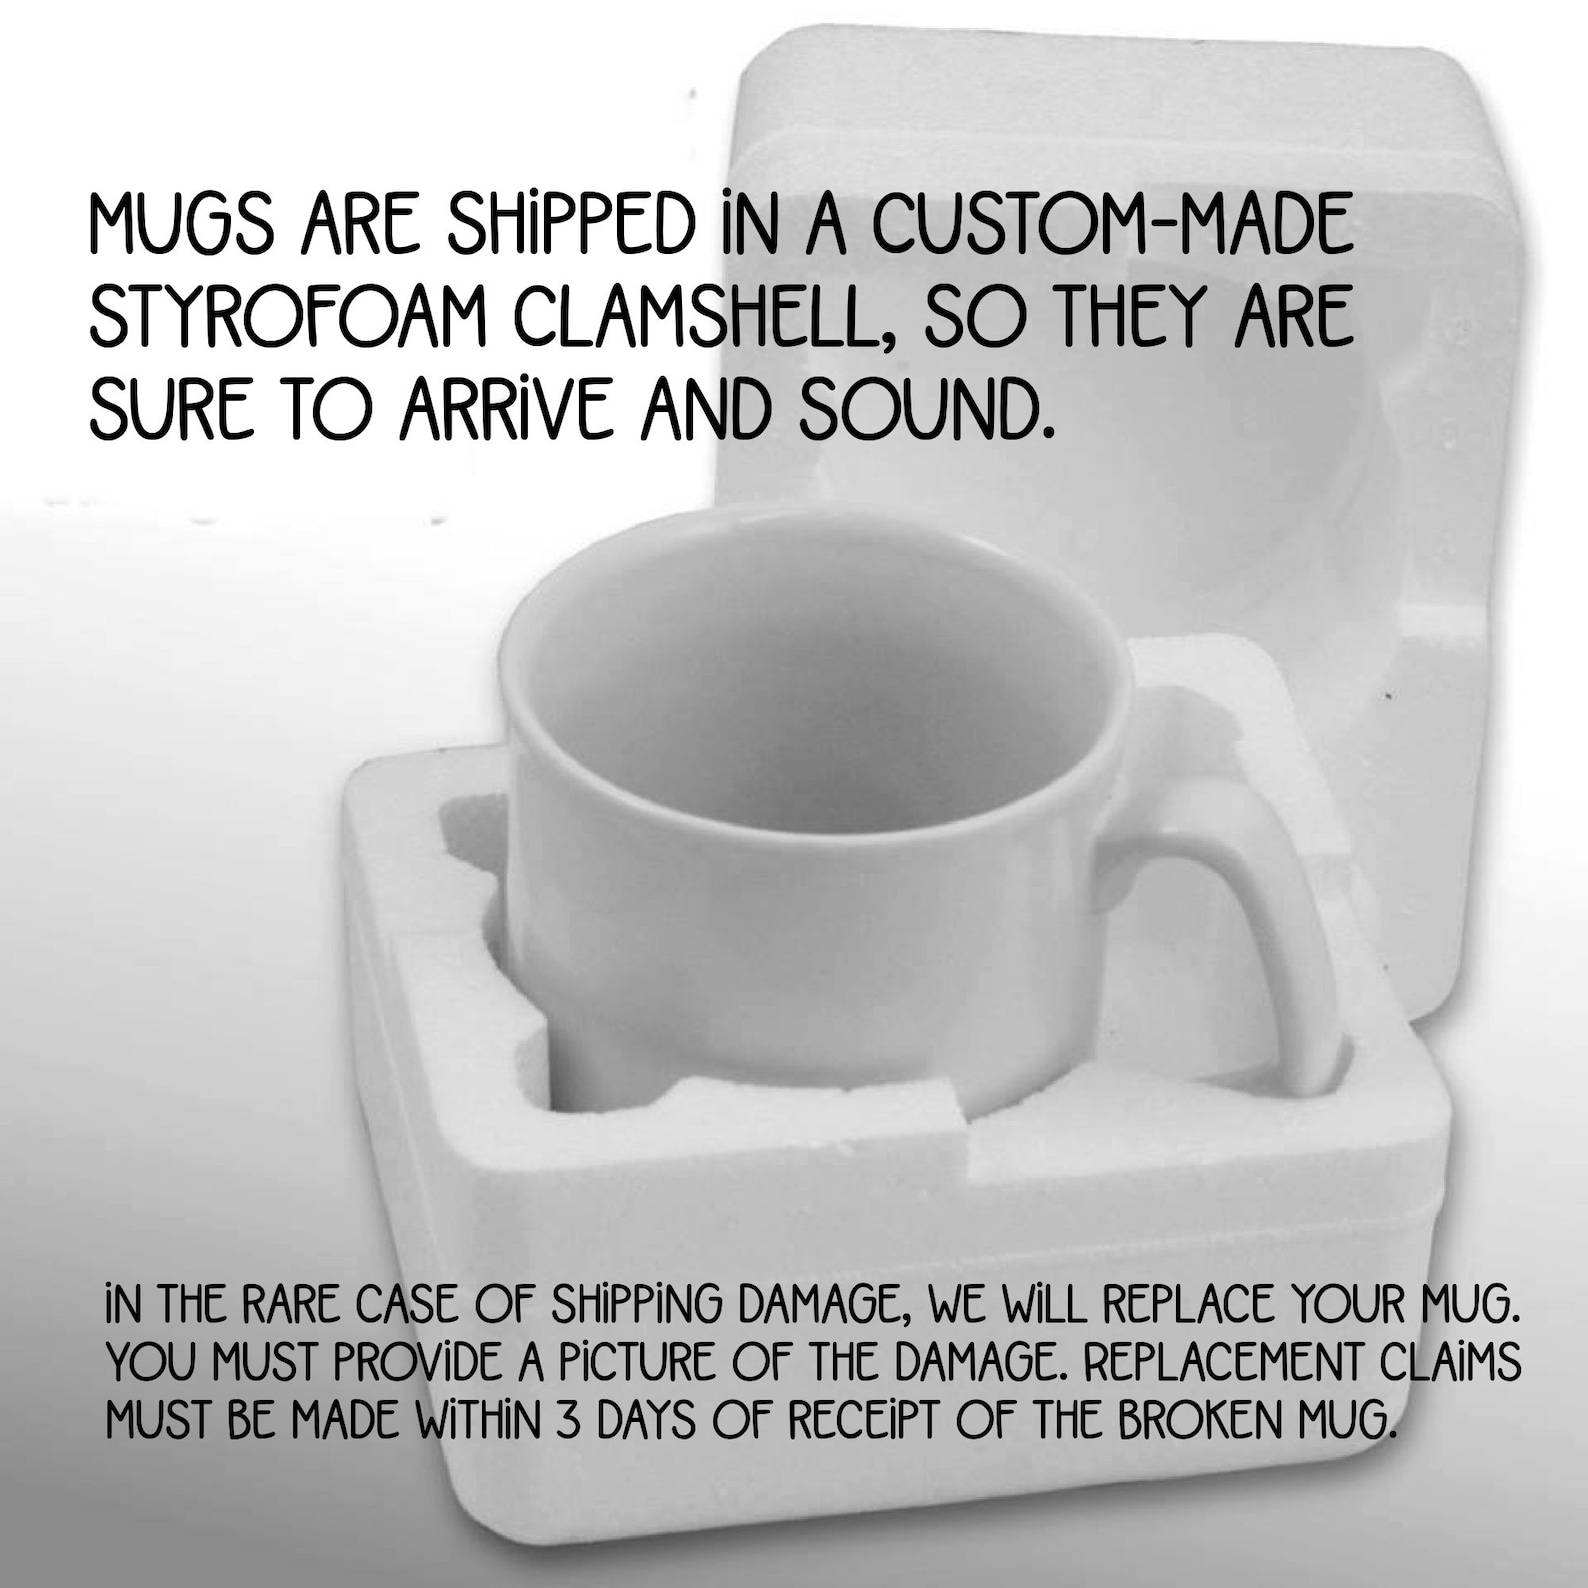 MUGS ARE SHiPPED iN A CUSTOM-MADE
STYROFOAM CLAMSHELL, SO THEY ARE
SURE TO ARRiVE AND SOUND.
iN THE RARE CASE OF SHiPPiNG DAMAGE, WE WiLL REPLACE YOUR MUG.
YOU MUST PROViDE A PiCTURE OF THE DAMAGE. REPLACEMENT CLAiMS
MUST BE MADE WiTHiN 3 DAYS OF RECEiPT OF THE BROKEN MUG.